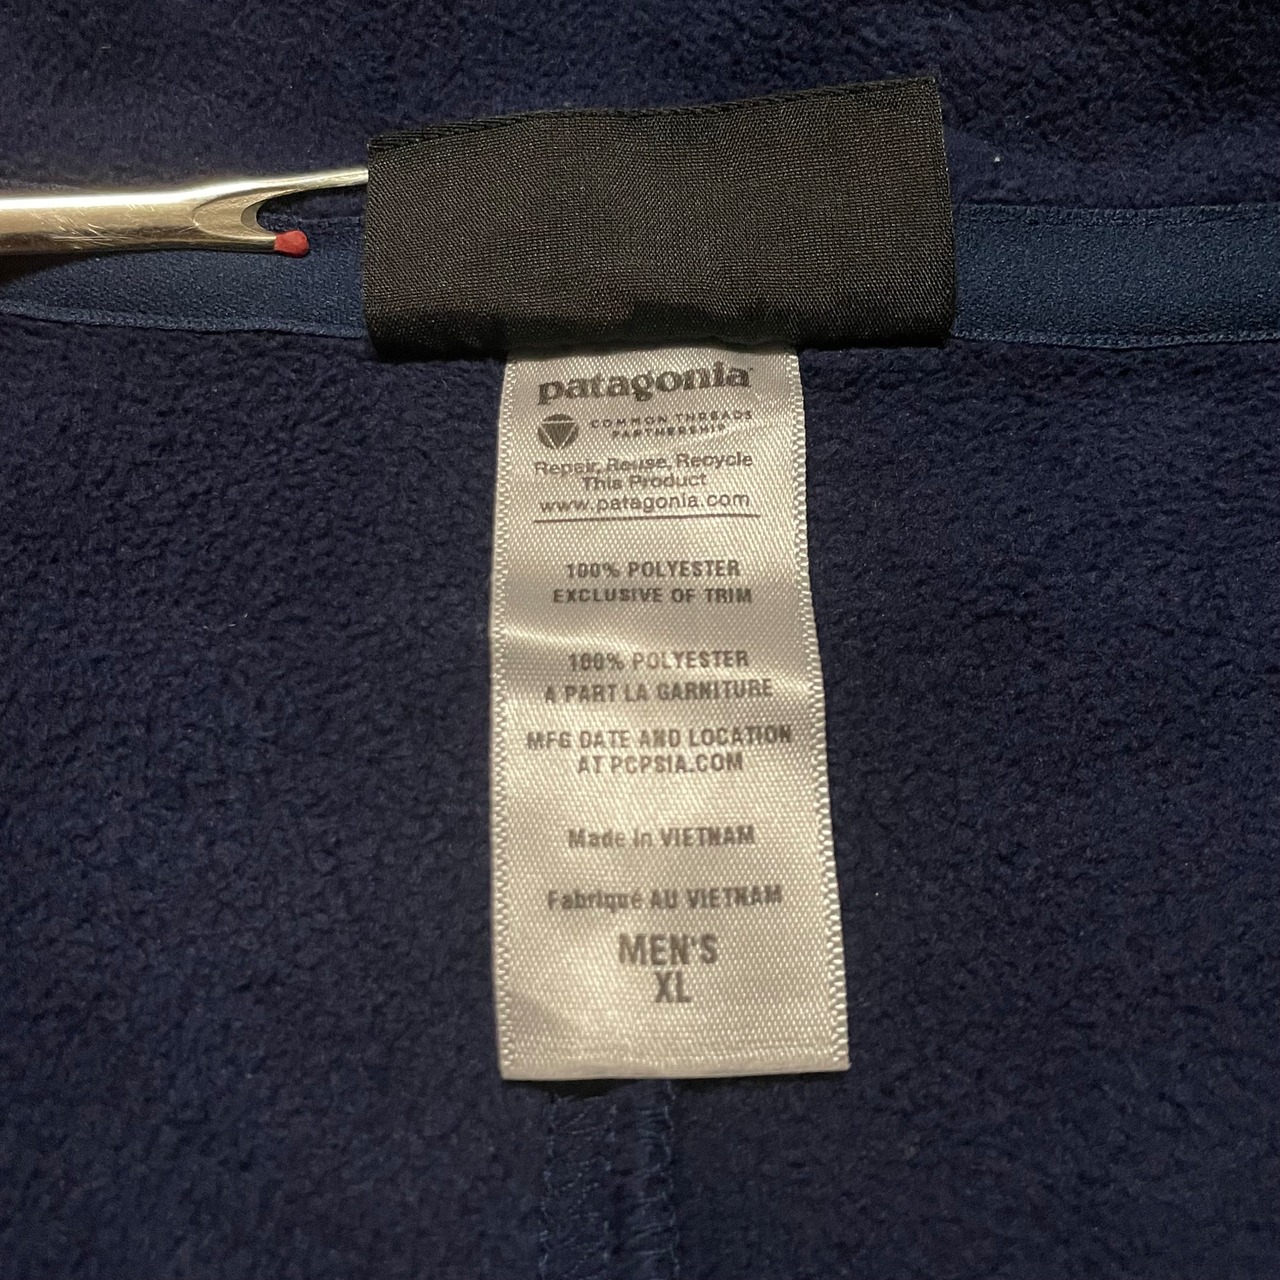 patagonia
COMMON THREADS
PARTNERSHIP
Repair, Reuse, Recycle
This Product
www.patagonia.com
100% POLYESTER
EXCLUSIVE OF TRIM
100% POLYESTER
A PART LA GARNITURE
MFG DATE AND LOCATION
AT PCPSIA.COM
Made in VIETNAM
Fabriqué AU VIETNAM
MEN'S
XL